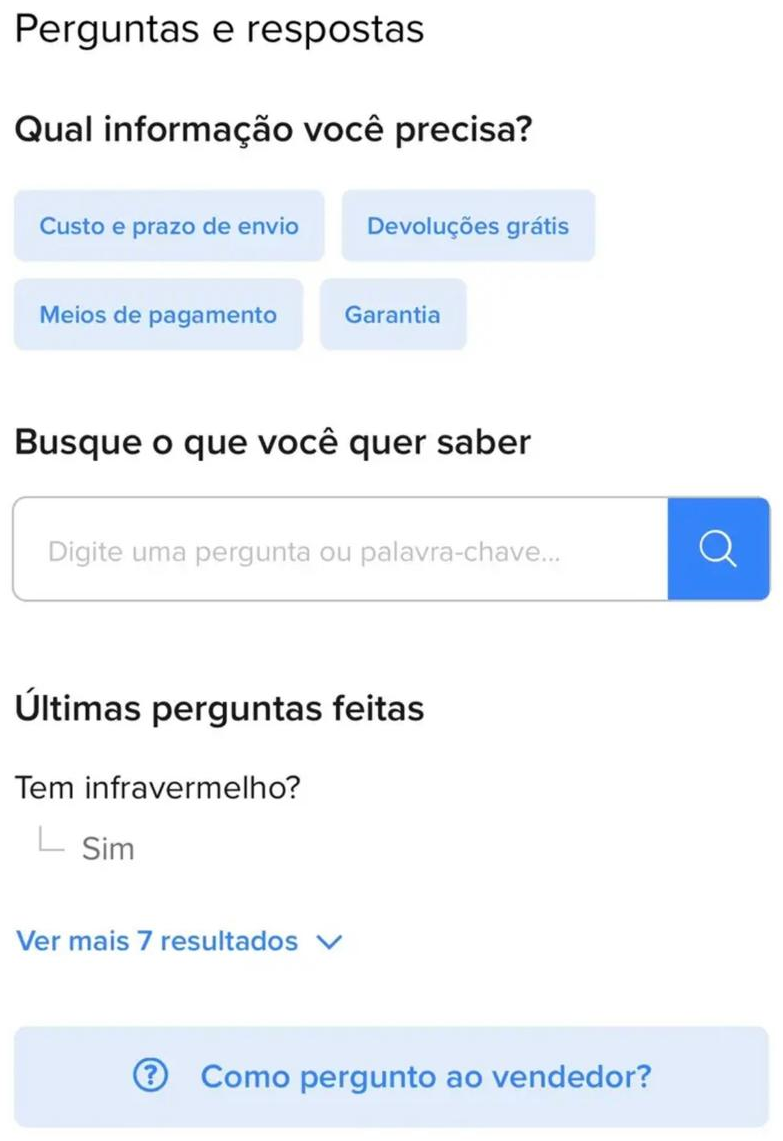 Perguntas e respostas
Qual informação você precisa?
Custo e prazo de envio
Devoluções grátis
Meios de pagamento
Garantia
Busque o que você quer saber
Digite uma pergunta ou palavra-chave...
Últimas perguntas feitas
Tem infravermelho?
Sim
Ver mais 7 resultados
? Como pergunto ao vendedor?